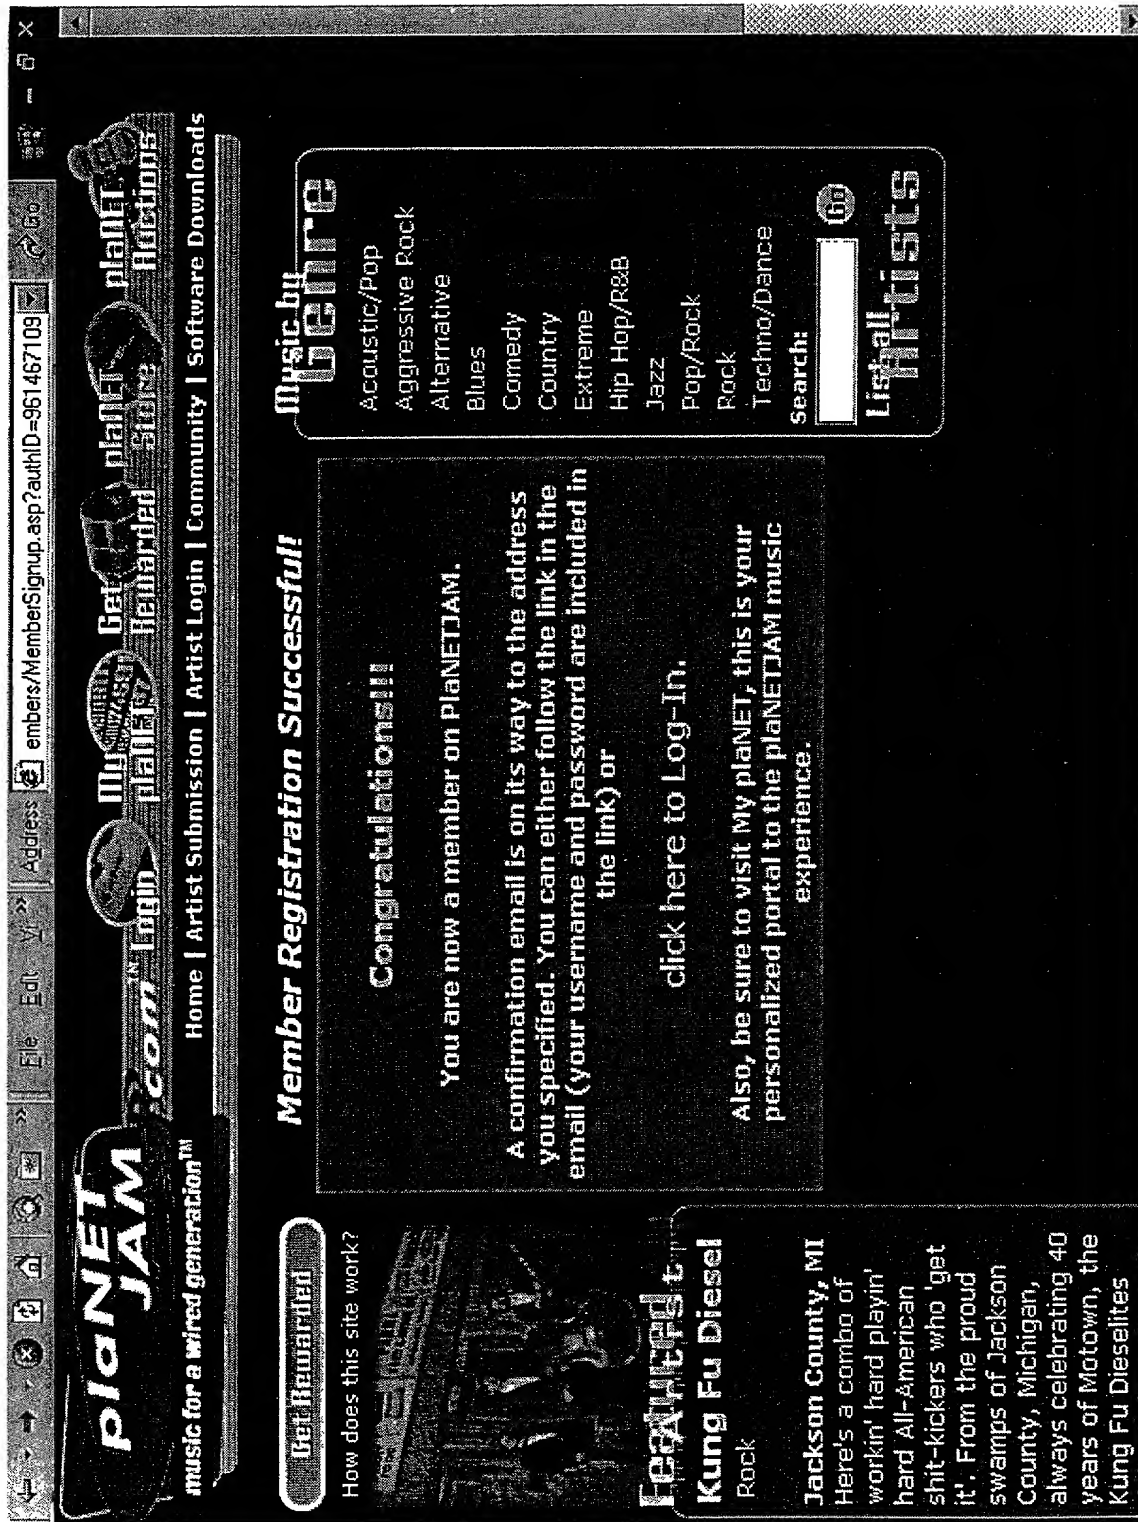 File Edit V »
Address embers/MemberSignup.asp?authID=961467109 Go
plaNET
JAM
.com™
Login
My
plaNET
Get
Rewarded
plaNET
Store
plaNET
Auctions
music for a wired generation™
Home | Artist Submission | Artist Login | Community | Software Downloads
Get Rewarded
How does this site work?
Featured
Artist
Kung Fu Diesel
Rock
Jackson County, MI
Here's a combo of
workin' hard playin'
hard All-American
shit-kickers who 'get
it'. From the proud
swamps of Jackson
County, Michigan,
always celebrating 40
years of Motown, the
Kung Fu Dieselites
Member Registration Successful!
Congratulations!!!
You are now a member on PlaNETJAM.
A confirmation email is on its way to the address
you specified. You can either follow the link in the
email (your username and password are included in
the link) or
click here to Log-In.
Also, be sure to visit My plaNET, this is your
personalized portal to the plaNETJAM music
experience.
Music by
Genre
Acoustic/Pop
Aggressive Rock
Alternative
Blues
Comedy
Country
Extreme
Hip Hop/R&B
Jazz
Pop/Rock
Rock
Techno/Dance
Search:
Go
List all
Artists